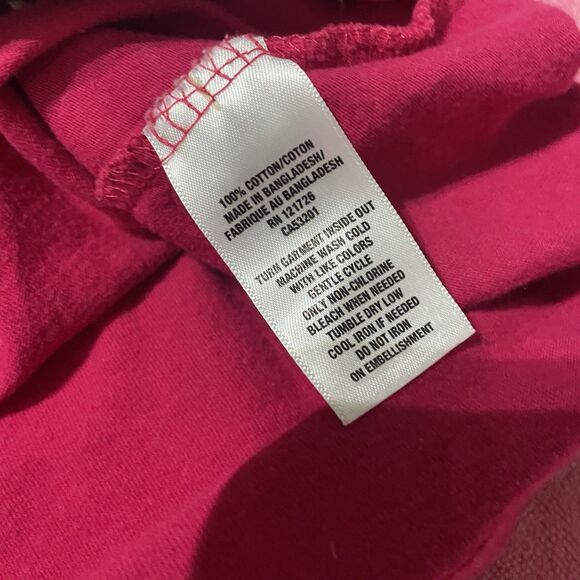 100% COTTON/COTON
MADE IN BANGLADESH/
FABRIQUE AU BANGLADESH
RN 121726
CA53201
TURN GARMENT INSIDE OUT
MACHINE WASH COLD
WITH LIKE COLORS
GENTLE CYCLE
ONLY NON-CHLORINE
BLEACH WHEN NEEDED
TUMBLE DRY LOW
COOL IRON IF NEEDED
DO NOT IRON
ON EMBELLISHMENT